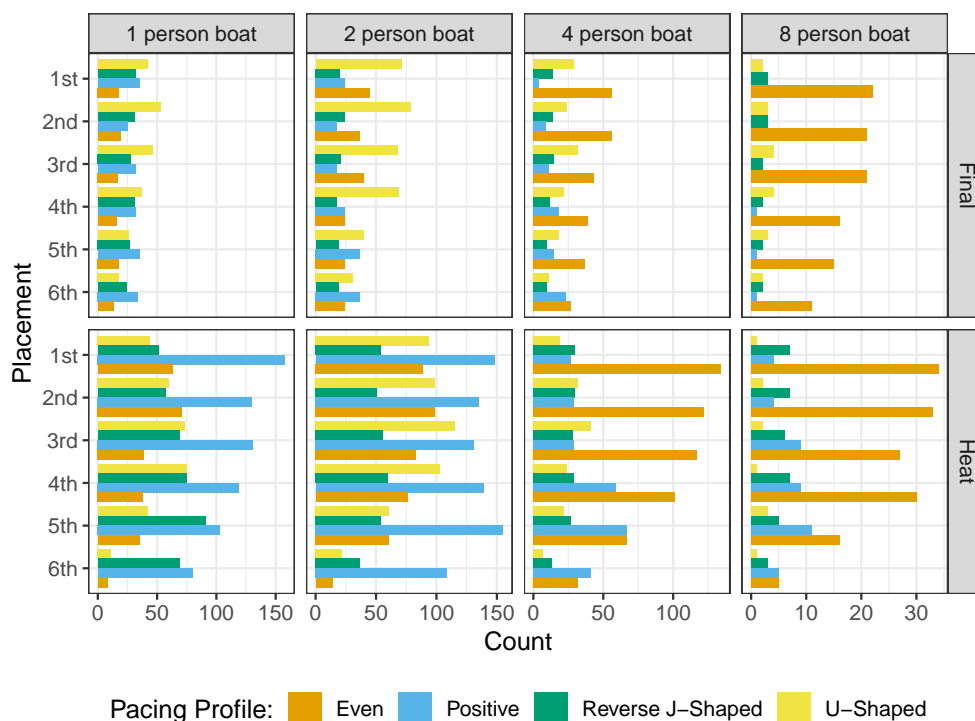 1 person boat 2 person boat 4 person boat 8 person boat
1st
2nd
3rd
4th
5th
6th
Final
1st
2nd
3rd
4th
5th
6th
Heat
Placement
0 50 100 150 0 50 100 150 0 50 100 0 10 20 30
Count
Pacing Profile: Even Positive Reverse J−Shaped U−Shaped